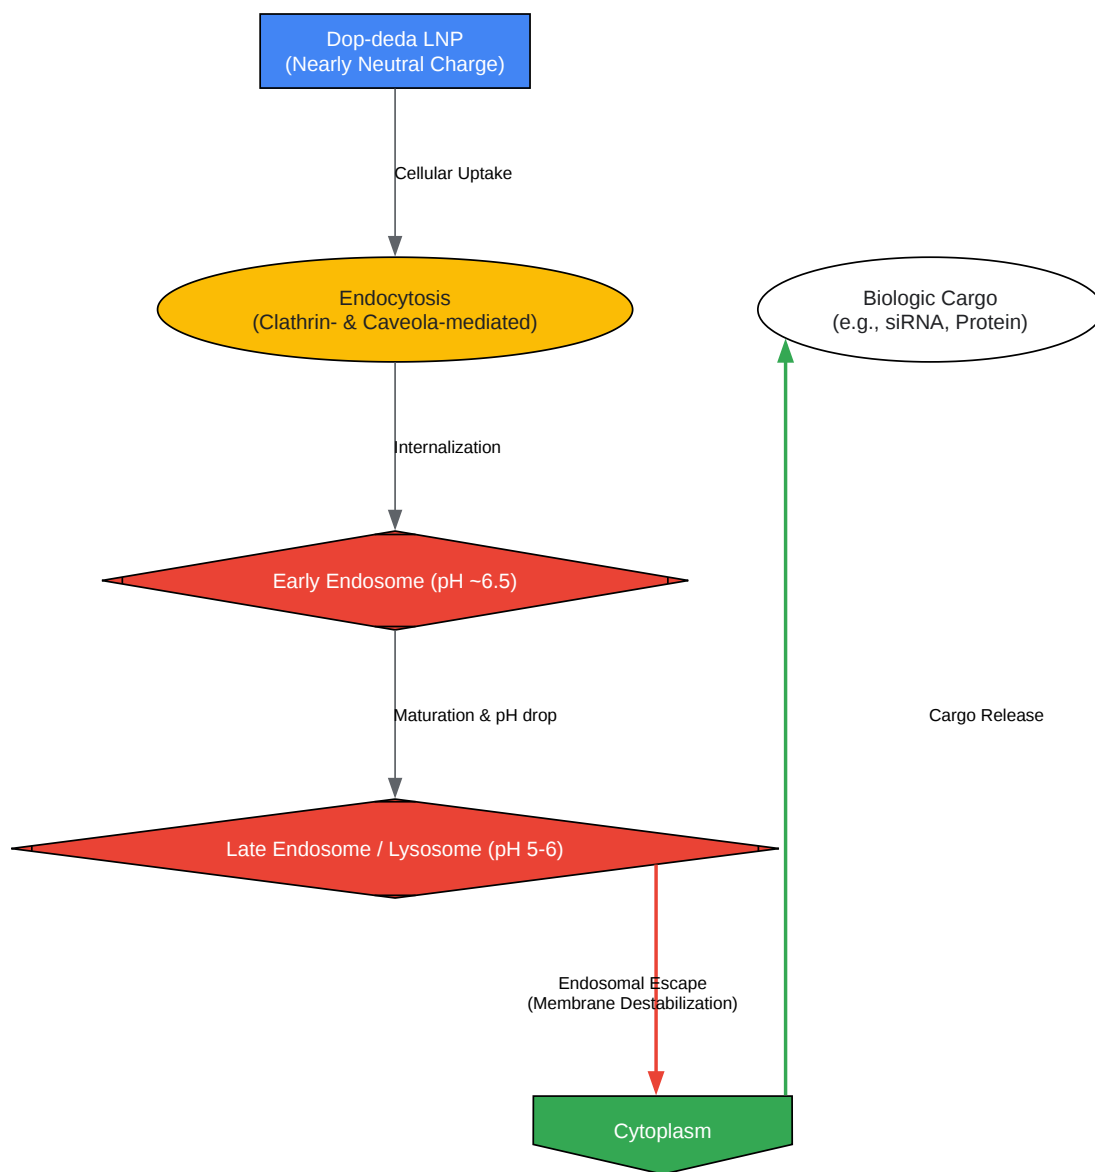 Dop-deda LNP
(Nearly Neutral Charge)
Cellular Uptake
Endocytosis
(Clathrin- & Caveola-mediated)
Biologic Cargo
(e.g., siRNA, Protein)
Internalization
Early Endosome (pH ~6.5)
Maturation & pH drop
Cargo Release
Late Endosome / Lysosome (pH 5-6)
Endosomal Escape
(Membrane Destabilization)
Cytoplasm